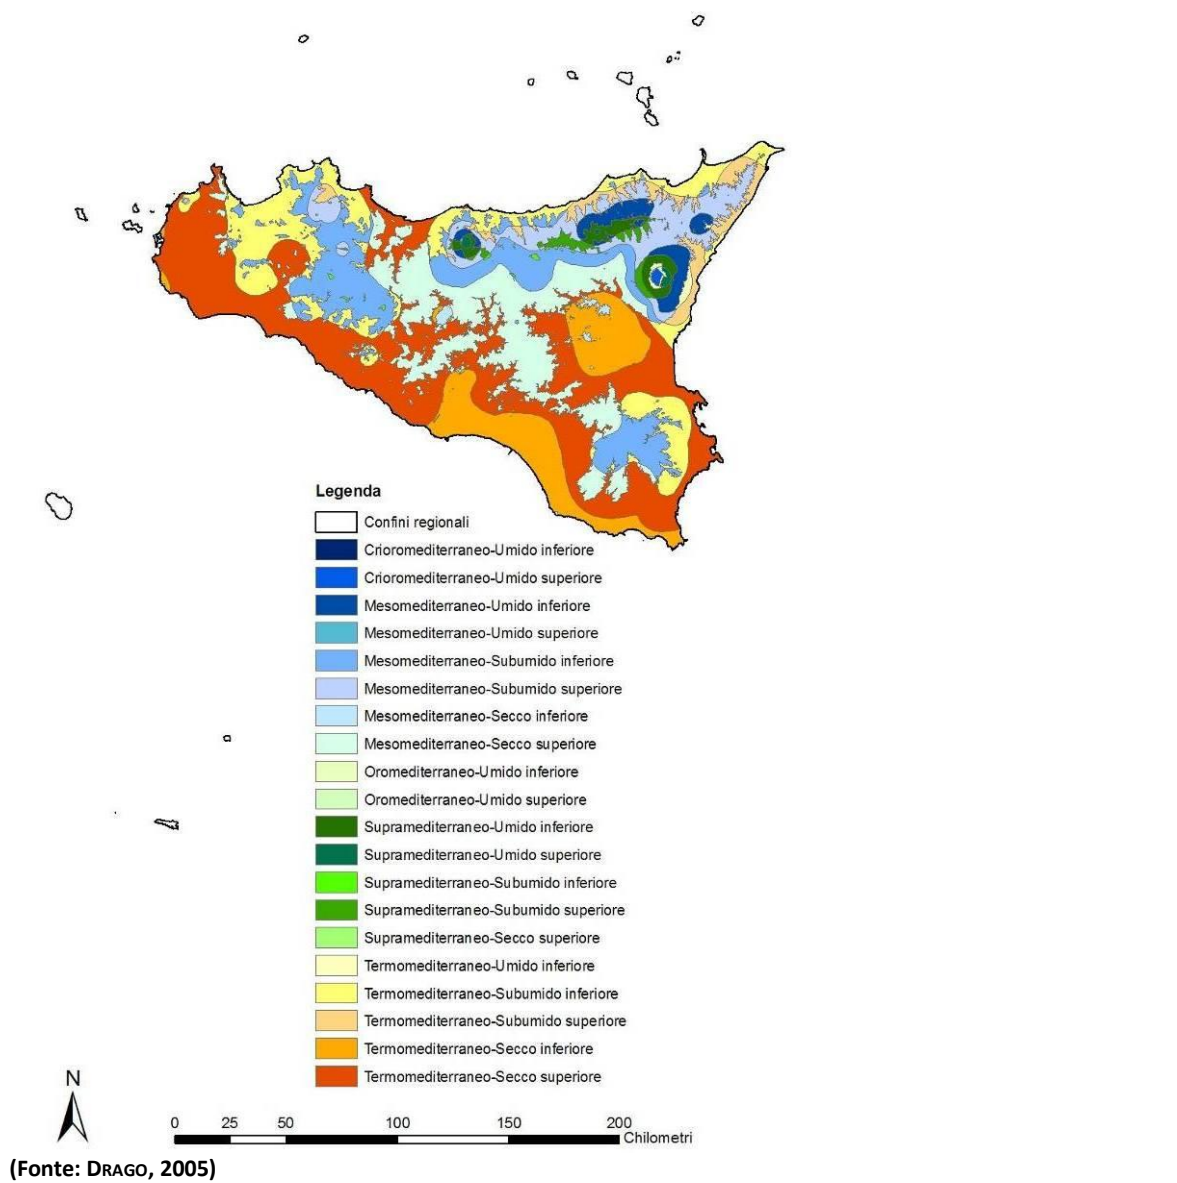 Legenda
Confini regionali
Crioromediterraneo-Umido inferiore
Crioromediterraneo-Umido superiore
Mesomediterraneo-Umido inferiore
Mesomediterraneo-Umido superiore
Mesomediterraneo-Subumido inferiore
Mesomediterraneo-Subumido superiore
Mesomediterraneo-Secco inferiore
Mesomediterraneo-Secco superiore
Oromediterraneo-Umido inferiore
Oromediterraneo-Umido superiore
Supramediterraneo-Umido inferiore
Supramediterraneo-Umido superiore
Supramediterraneo-Subumido inferiore
Supramediterraneo-Subumido superiore
Supramediterraneo-Secco superiore
Termomediterraneo-Umido inferiore
Termomediterraneo-Subumido inferiore
Termomediterraneo-Subumido superiore
Termomediterraneo-Secco inferiore
Termomediterraneo-Secco superiore
N
0 25 50 100 150 200
Chilometri
(Fonte: DRAGO, 2005)